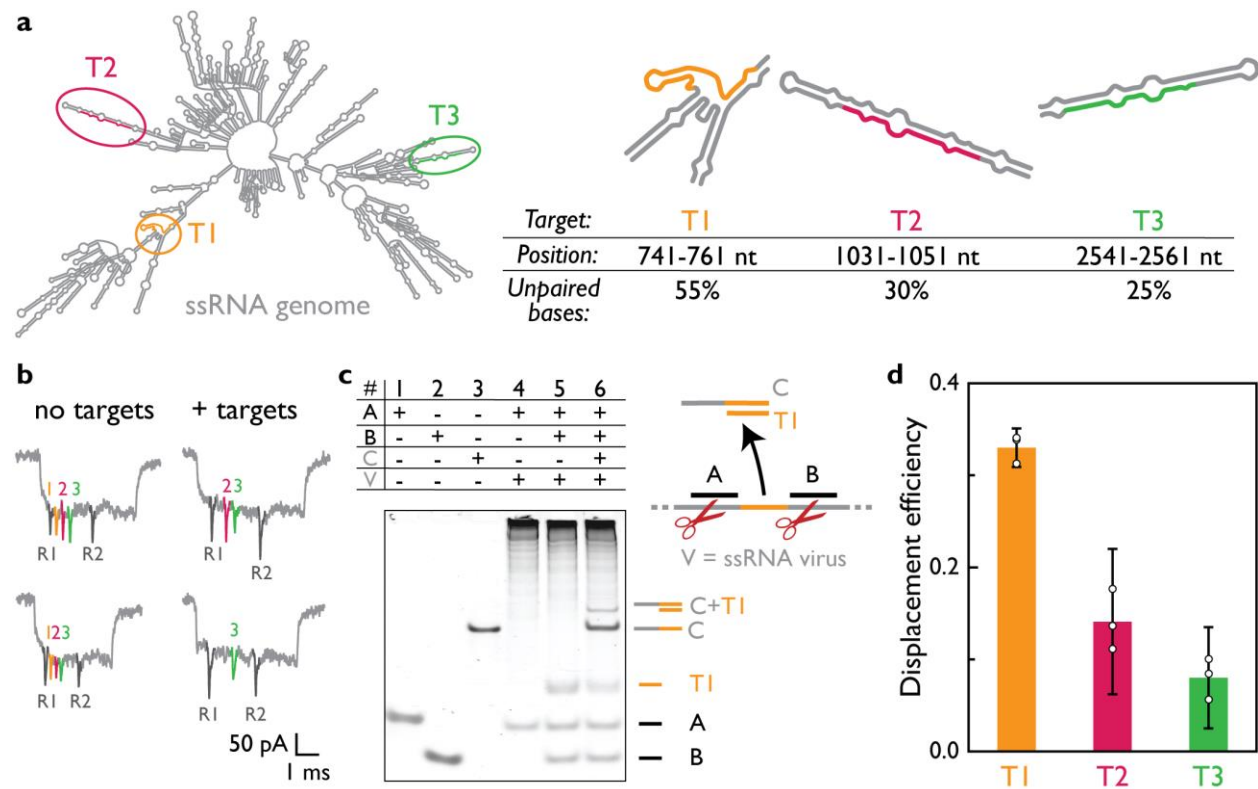 a
T2
T3
T1
ssRNA genome
Target: T1 T2 T3
Position: 741-761 nt 1031-1051 nt 2541-2561 nt
Unpaired bases: 55% 30% 25%
b
no targets + targets
1 2 3
R1 R2
2 3
R1 R2
1 2 3
R1 R2
3
R1 R2
50 pA
1 ms
c
# 1 2 3 4 5 6
A + - - + + +
B - + - - + +
C - - + - - +
V - - - + + +
C
T1
A B
V = ssRNA virus
C+T1
C
T1
A
B
d
Displacement efficiency
0.4
0.2
0.0
T1 T2 T3